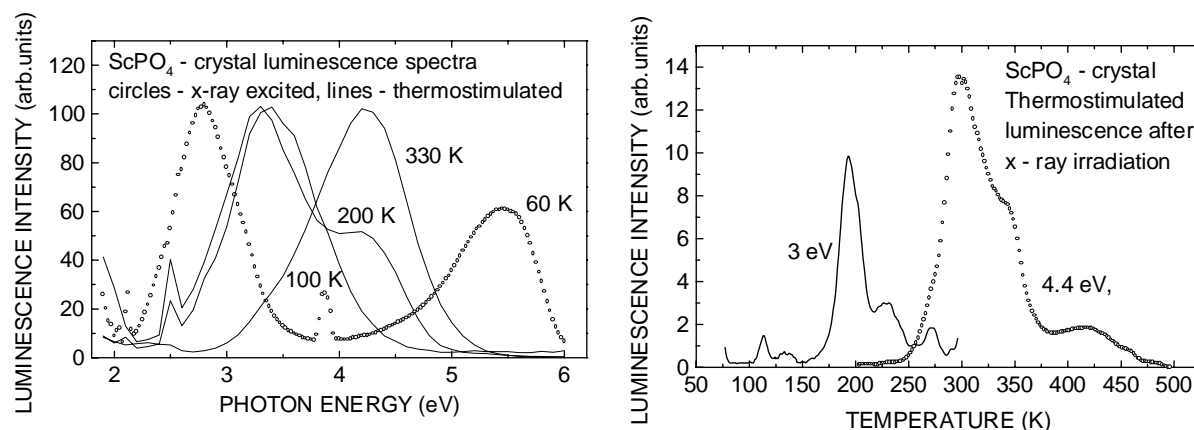 ScPO4 - crystal luminescence spectra
circles - x-ray excited, lines - thermostimulated
330 K
200 K
60 K
100 K
LUMINESCENCE INTENSITY (arb.units)
0
20
40
60
80
100
120
2
3
4
5
6
PHOTON ENERGY (eV)
ScPO4 - crystal
Thermostimulated
luminescence after
x - ray irradiation
3 eV
4.4 eV,
LUMINESCENCE INTENSITY (arb.units)
0
2
4
6
8
10
12
14
50
100
150
200
250
300
350
400
450
500
TEMPERATURE (K)